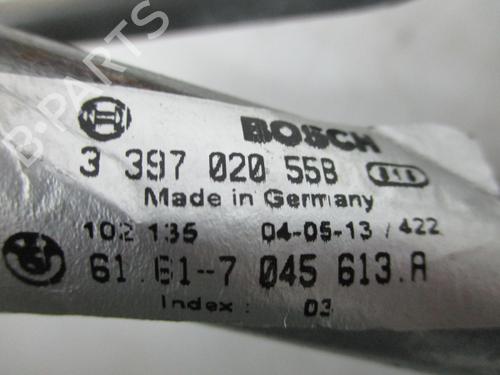 BOSCH
3 397 020 558
Made in Germany
102 135 04-05-13 / 422
61.61-7 045 613.A
Index: 03
B-PARTS